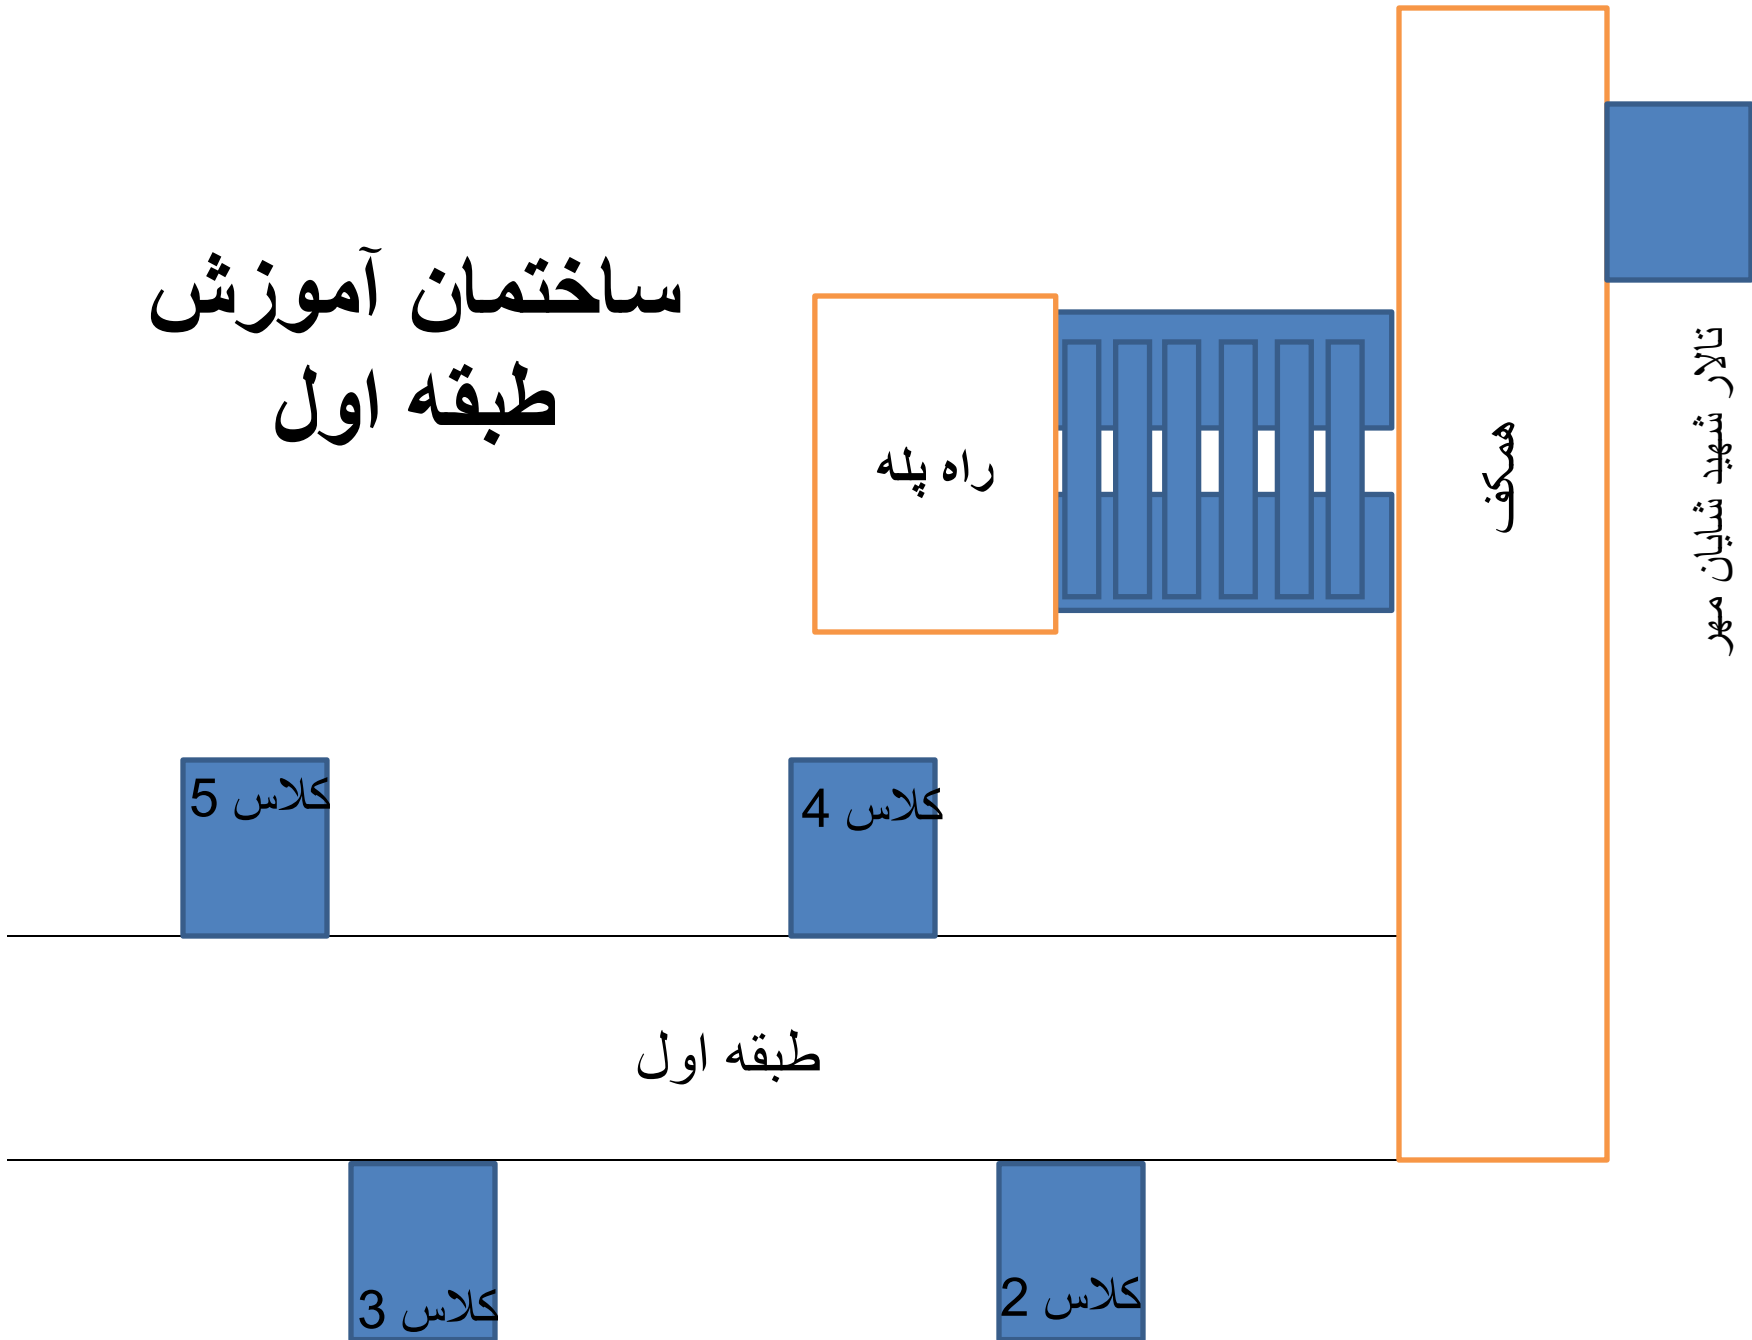 ساختمان آموزش
طبقه اول
راه پله
همکف
تالار شهید شایان مهر
کلاس 4
کلاس 5
طبقه اول
کلاس 2
کلاس 3